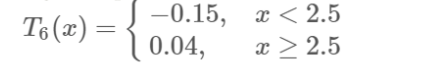 T₆(x) = { −0.15, x < 2.5
0.04, x ≥ 2.5